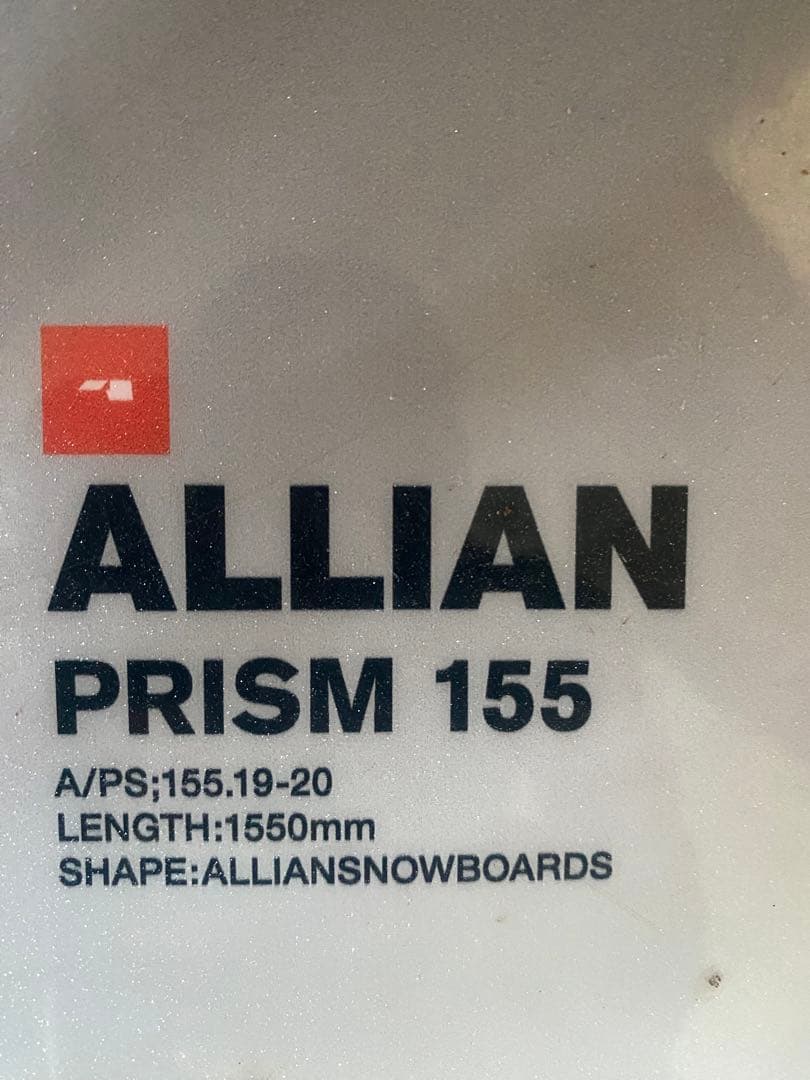 ALLIAN
PRISM 155
A/PS;155.19-20
LENGTH:1550mm
SHAPE:ALLIANSNOWBOARDS